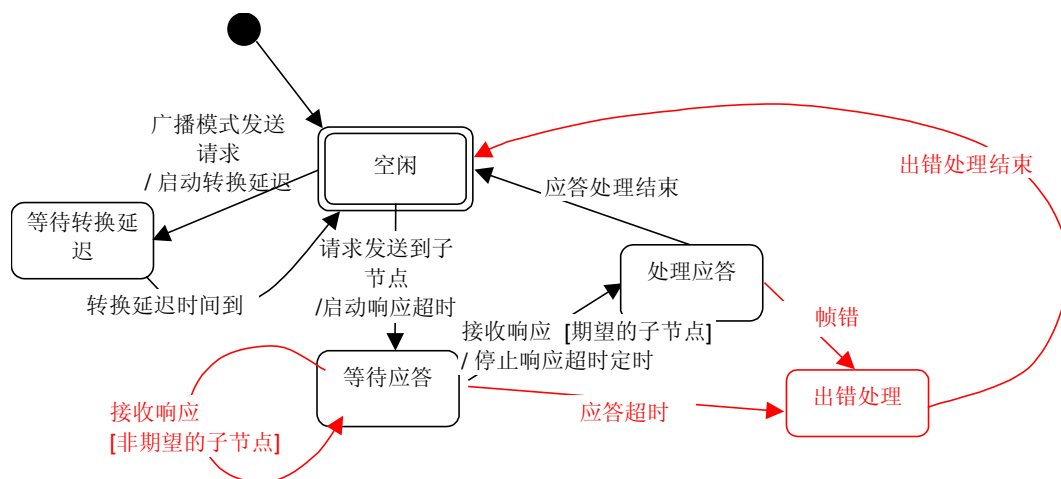 广播模式发送
请求
/ 启动转换延迟
空闲
出错处理结束
应答处理结束
等待转换延
迟
请求发送到子
节点
/启动响应超时
处理应答
转换延迟时间到
接收响应 [期望的子节点]
/ 停止响应超时定时
帧错
等待应答
出错处理
接收响应
[非期望的子节点]
应答超时